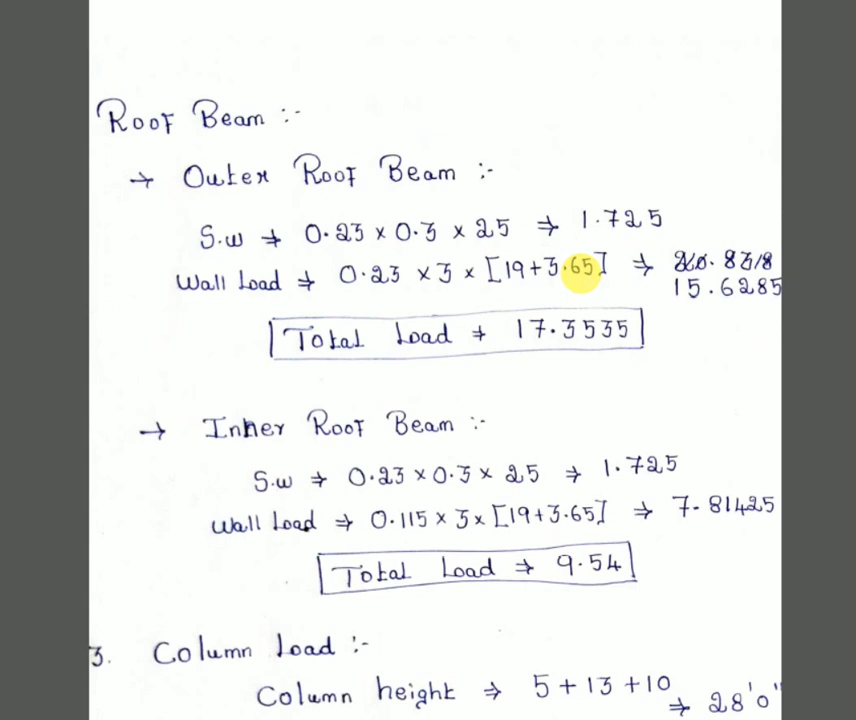 Roof Beam :-
→ Outer Roof Beam :-
S.w → 0.23 x 0.3 x 25 ⇒ 1.725
Wall Load → 0.23 x 3 x [19+3.65] ⇒
15.6285
Total Load → 17.3535
→ Inner Roof Beam :-
S.w → 0.23 x 0.3 x 25 ⇒ 1.725
Wall Load ⇒ 0.115 x 3 x [19+3.65] ⇒ 7.81425
Total Load → 9.54
3. Column Load :-
Column height ⇒ 5+13+10
⇒ 28'0"